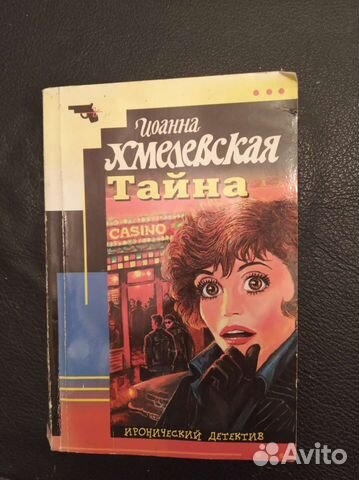 Иоанна
Хмелевская
Тайна
CASINO
ИРОНИЧЕСКИЙ ДЕТЕКТИВ
Avito